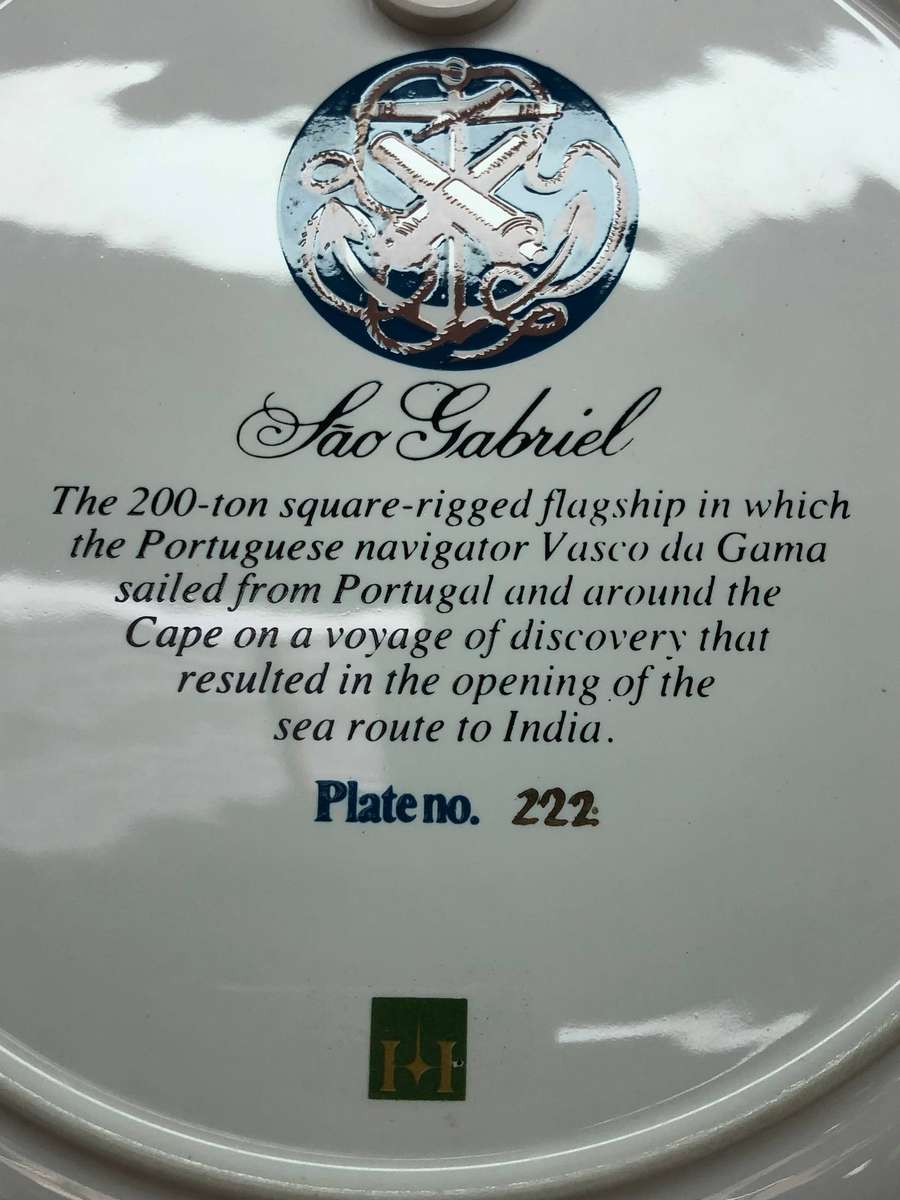 São Gabriel
The 200-ton square-rigged flagship in which
the Portuguese navigator Vasco da Gama
sailed from Portugal and around the
Cape on a voyage of discovery that
resulted in the opening of the
sea route to India.
Plate no. 222
H